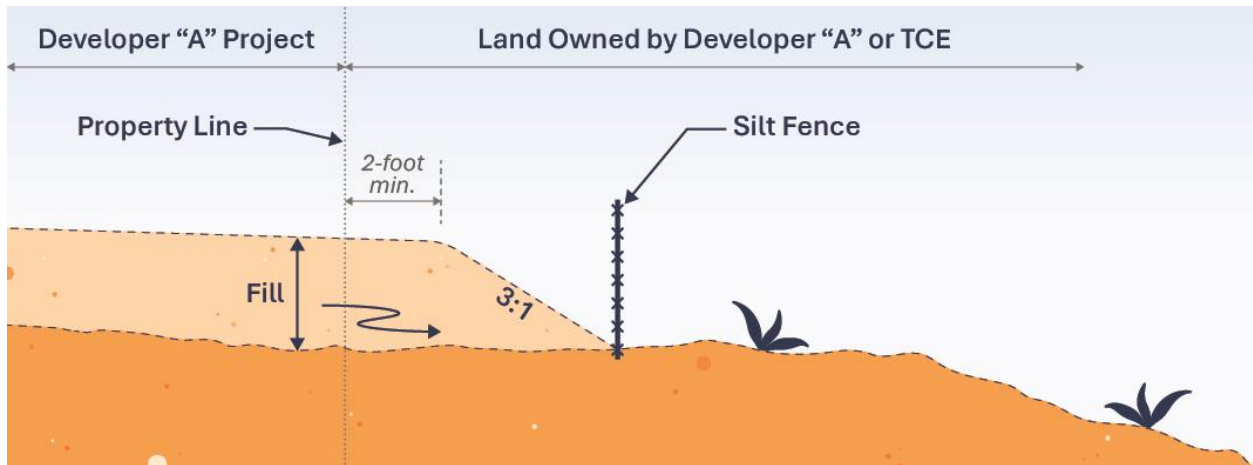 Developer “A” Project
Land Owned by Developer “A” or TCE
Property Line
Silt Fence
2-foot
min.
Fill
3:1